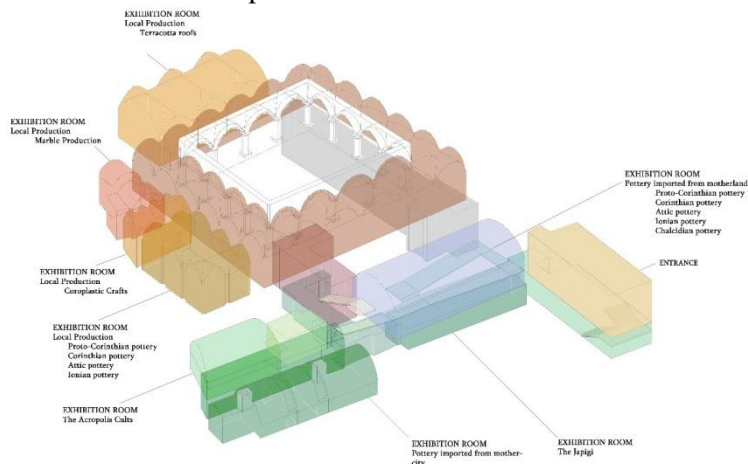 EXHIBITION ROOM
Local Production
Terracotta roofs
EXHIBITION ROOM
Local Production
Marble Production
EXHIBITION ROOM
Local Production
Coroplastic Crafts
EXHIBITION ROOM
Local Production
Proto-Corinthian pottery
Corinthian pottery
Attic pottery
Ionian pottery
EXHIBITION ROOM
The Acropolis Cults
EXHIBITION ROOM
Pottery imported from mother-
city
EXHIBITION ROOM
The Japigi
EXHIBITION ROOM
Pottery imported from motherland
Proto-Corinthian pottery
Corinthian pottery
Attic pottery
Ionian pottery
Chalcidian pottery
ENTRANCE